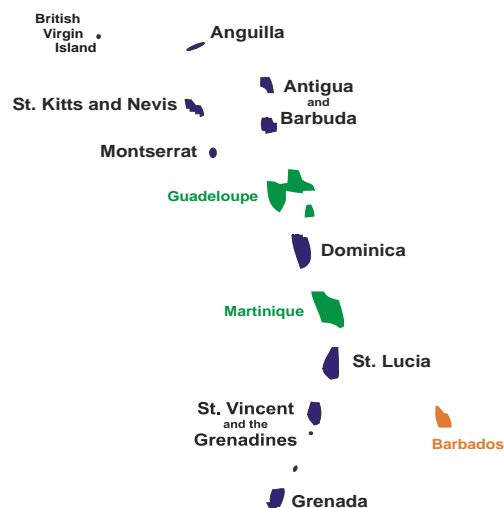 British
Virgin
Island
Anguilla
Antigua
and
Barbuda
St. Kitts and Nevis
Montserrat
Guadeloupe
Dominica
Martinique
St. Lucia
St. Vincent
and the
Grenadines
Barbados
Grenada